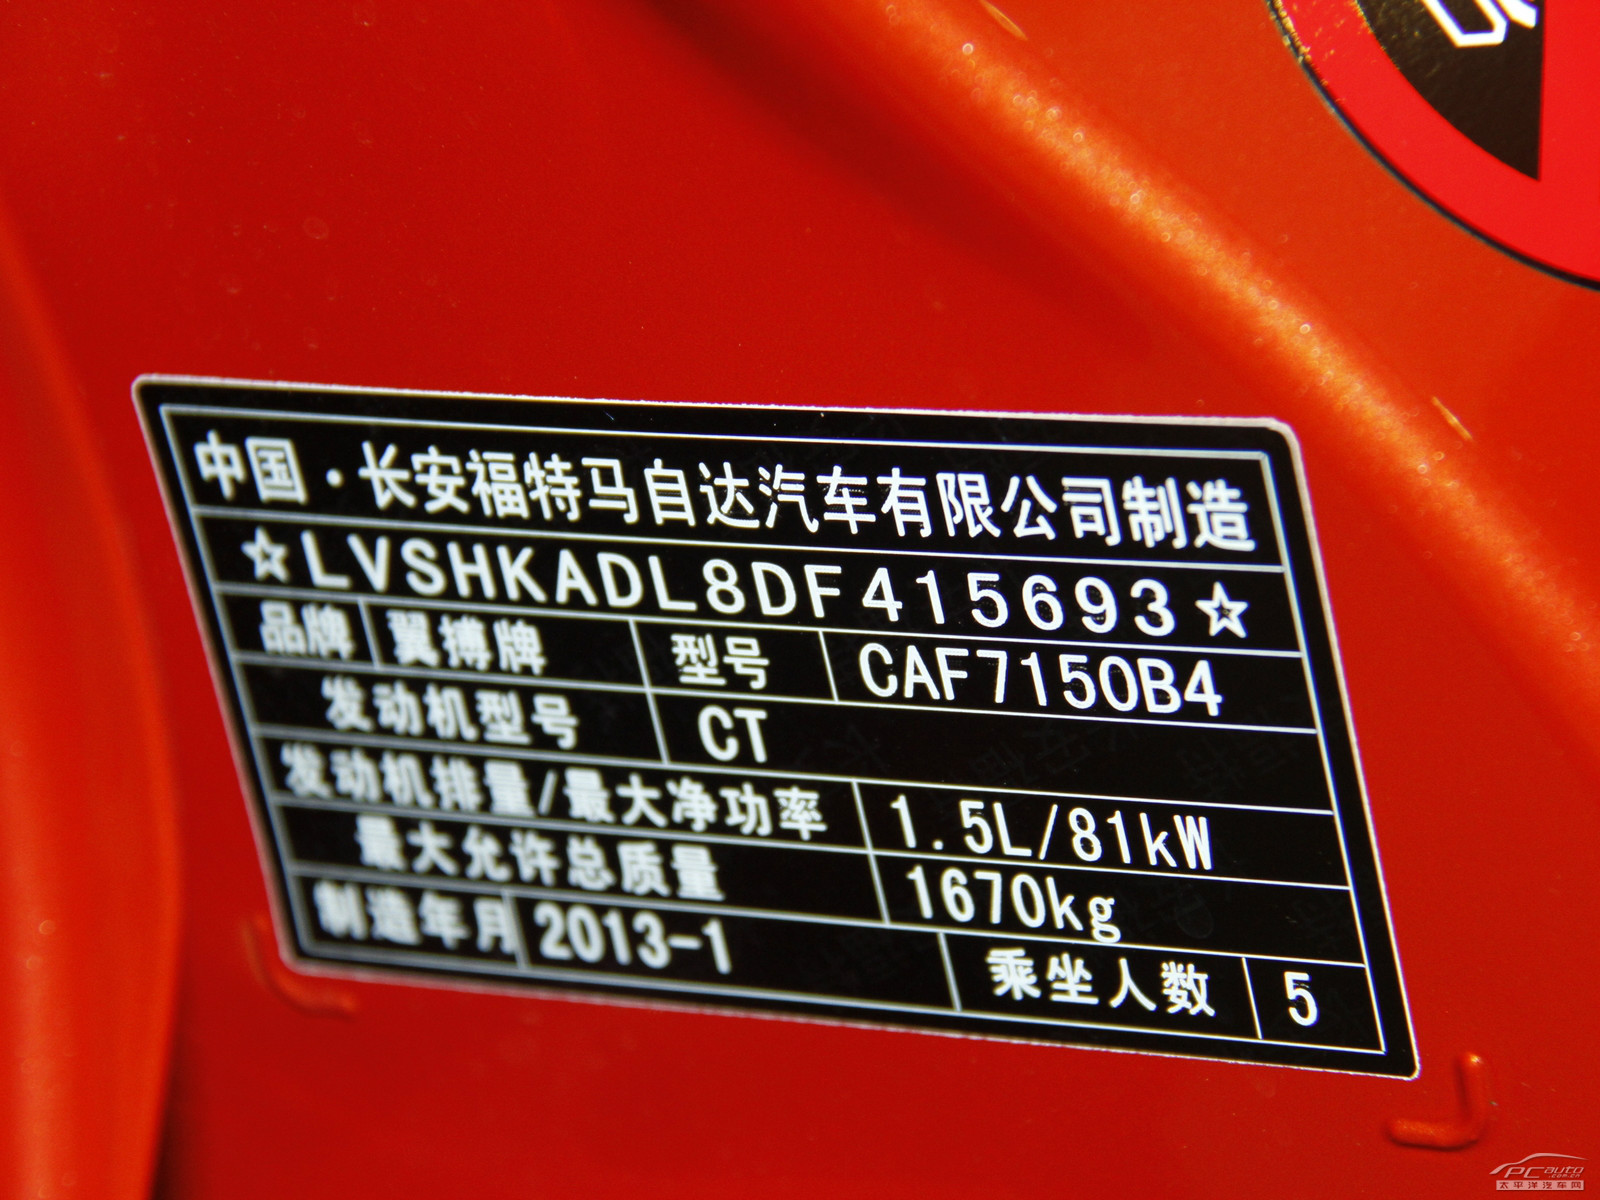 中国·长安福特马自达汽车有限公司制造
☆LVSHKADL8DF415693☆
品牌 翼搏牌 型号 CAF7150B4
发动机型号 CT
发动机排量/最大净功率 1.5L/81kW
最大允许总质量 1670kg
制造年月 2013-1 乘坐人数 5
PCauto
.com.cn
太平洋汽车网